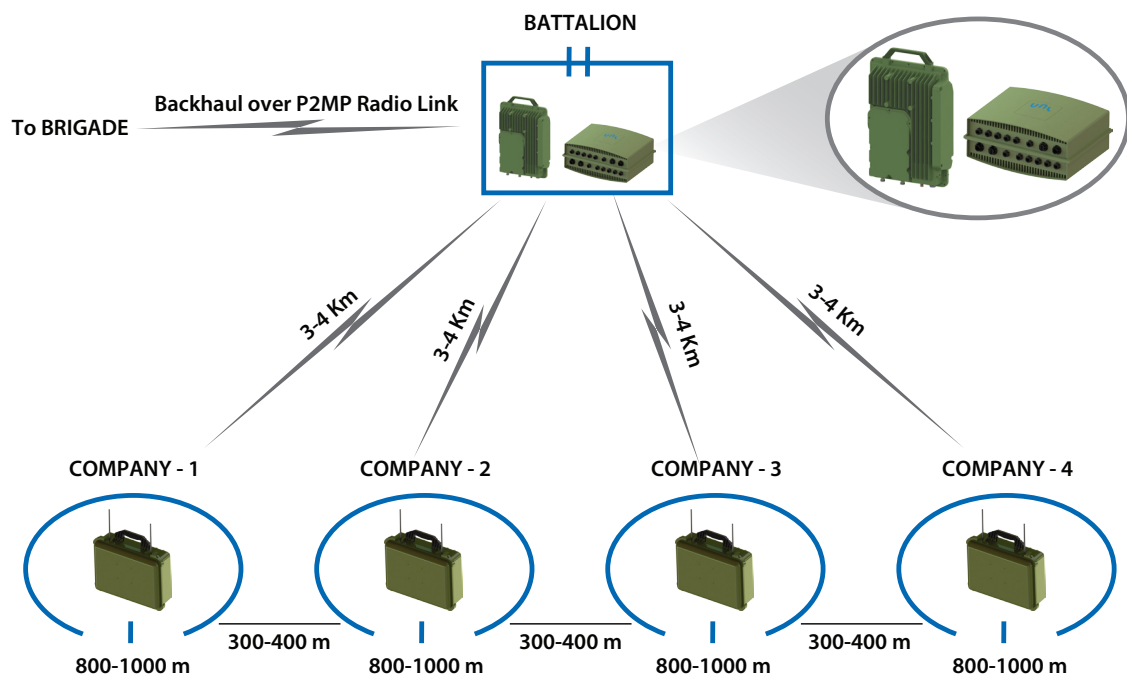 BATTALION
Backhaul over P2MP Radio Link
To BRIGADE
3-4 Km
3-4 Km
3-4 Km
3-4 Km
COMPANY - 1
COMPANY - 2
COMPANY - 3
COMPANY - 4
300-400 m
300-400 m
300-400 m
800-1000 m
800-1000 m
800-1000 m
800-1000 m